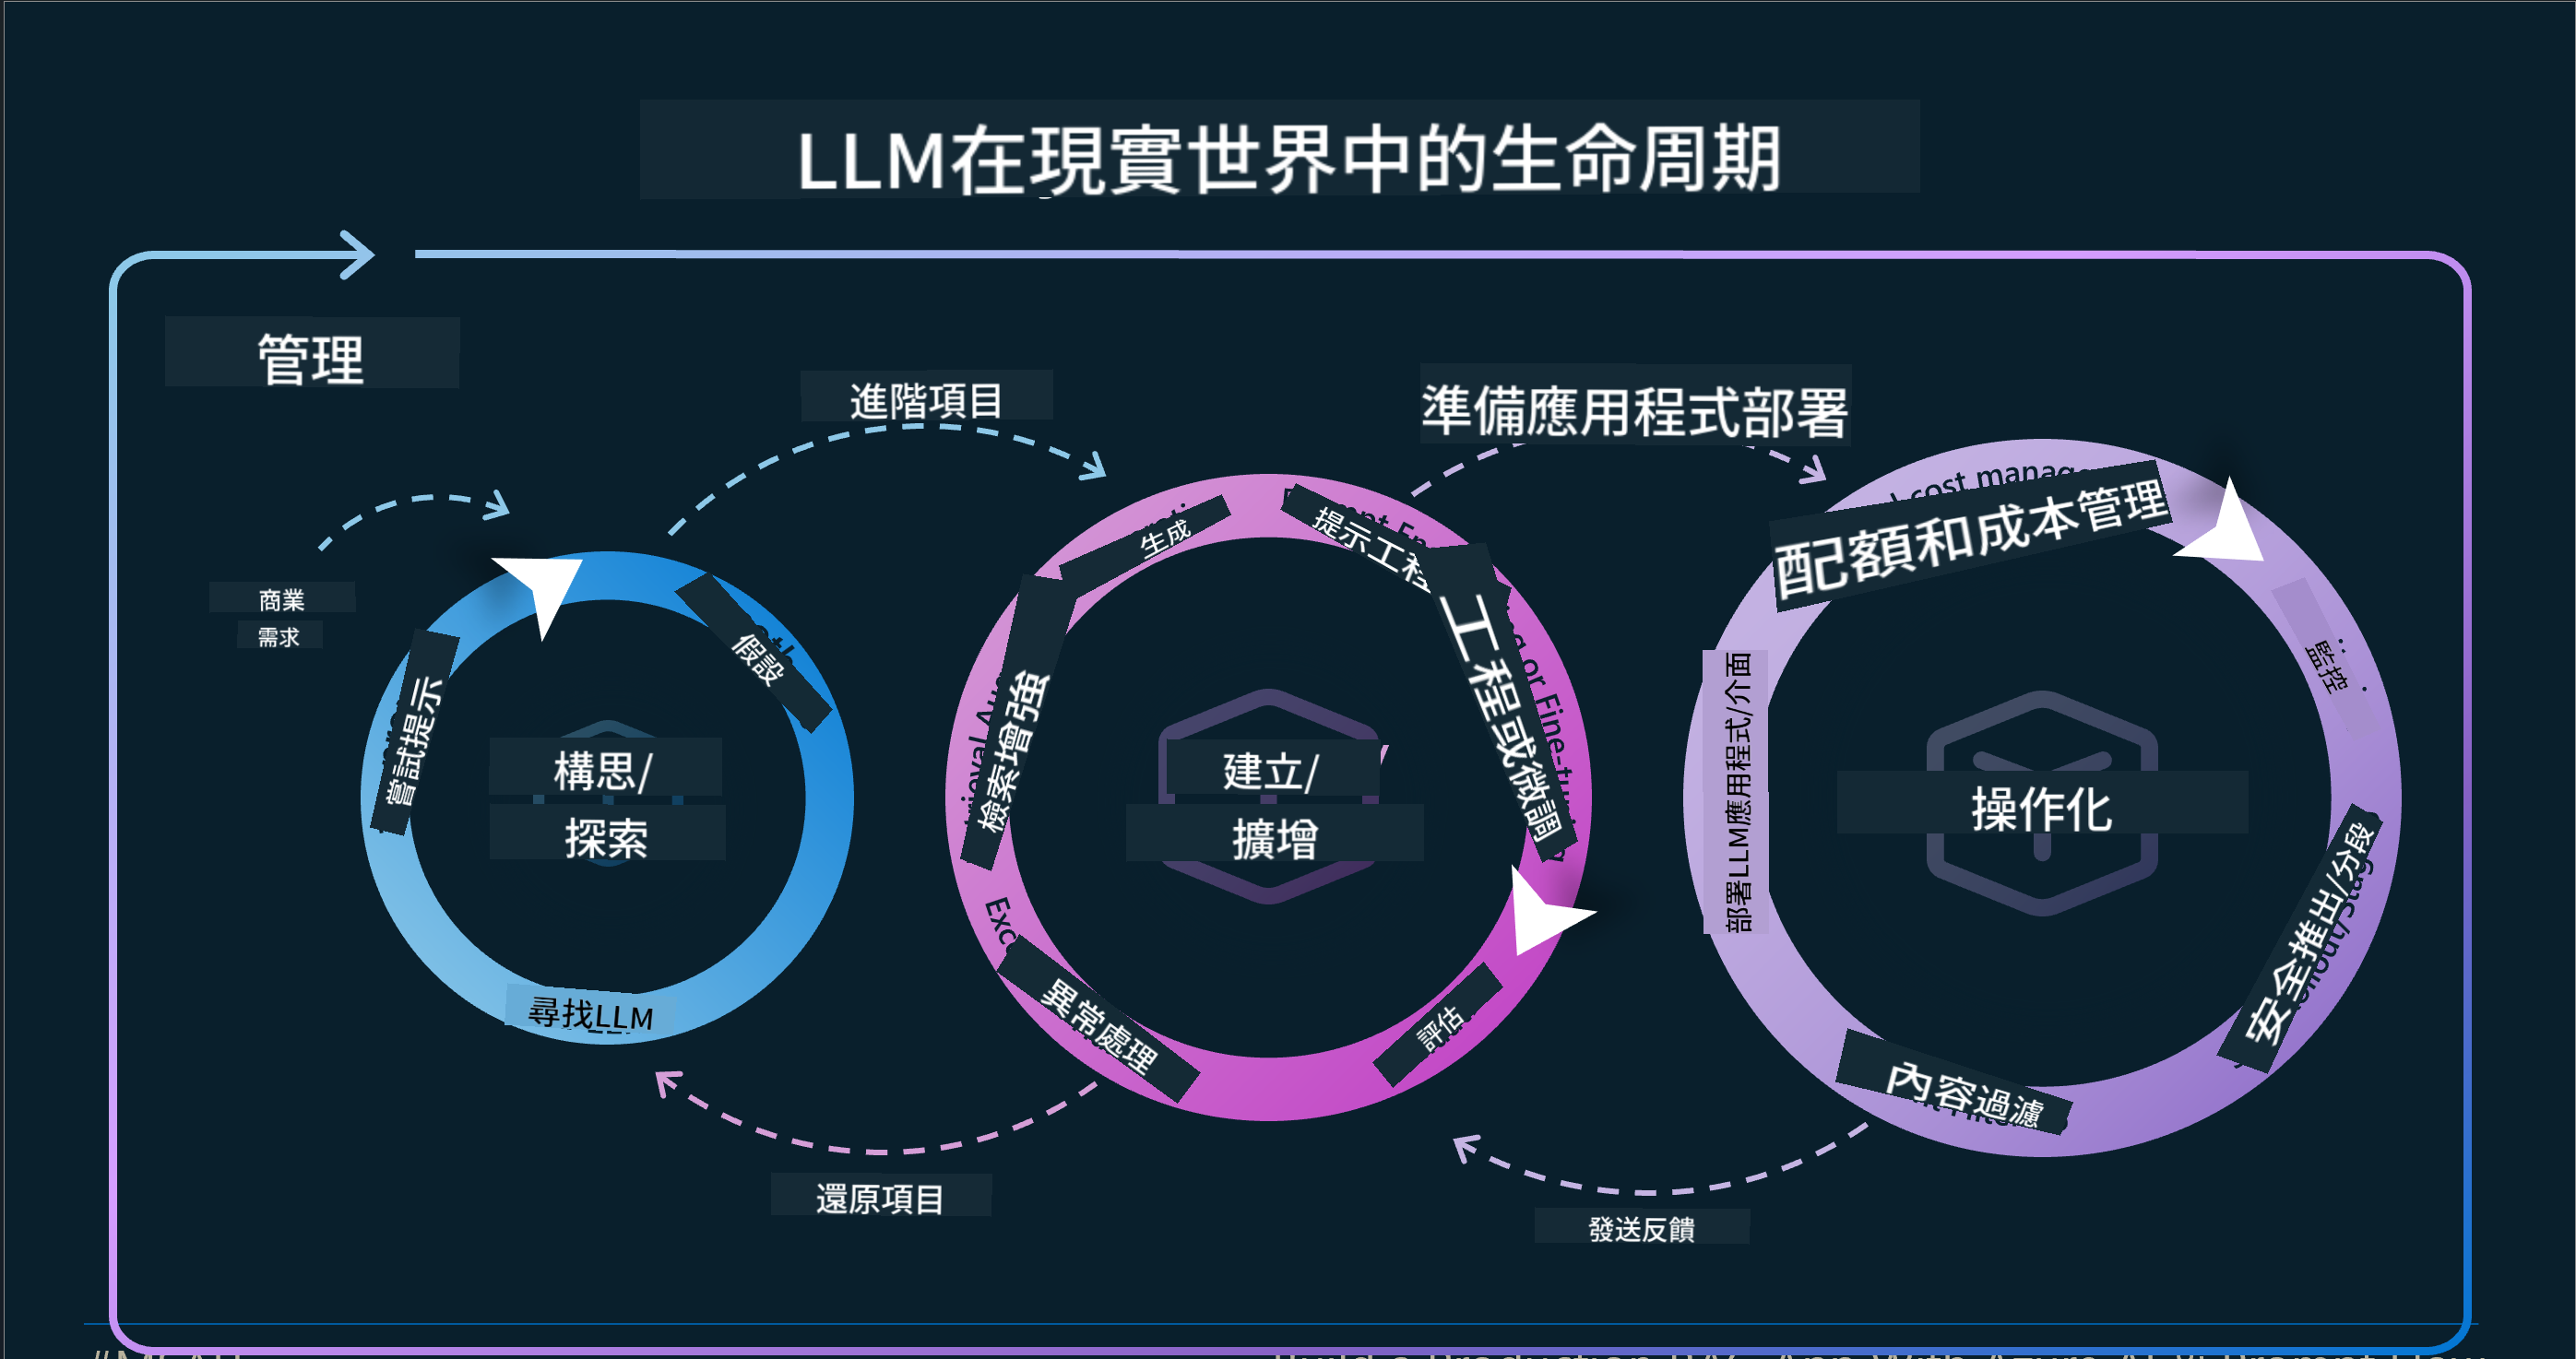 LLM在現實世界中的生命周期
管理
進階項目
準備應用程式部署
商業
需求
嘗試提示
假設
構思/
探索
尋找LLM
還原項目
檢索增強
生成
提示工程
工程或微調
建立/
擴增
異常處理
評估
發送反饋
配額和成本管理
cost
監控
部署LLM應用程式/介面
操作化
安全推出/分段
內容過濾